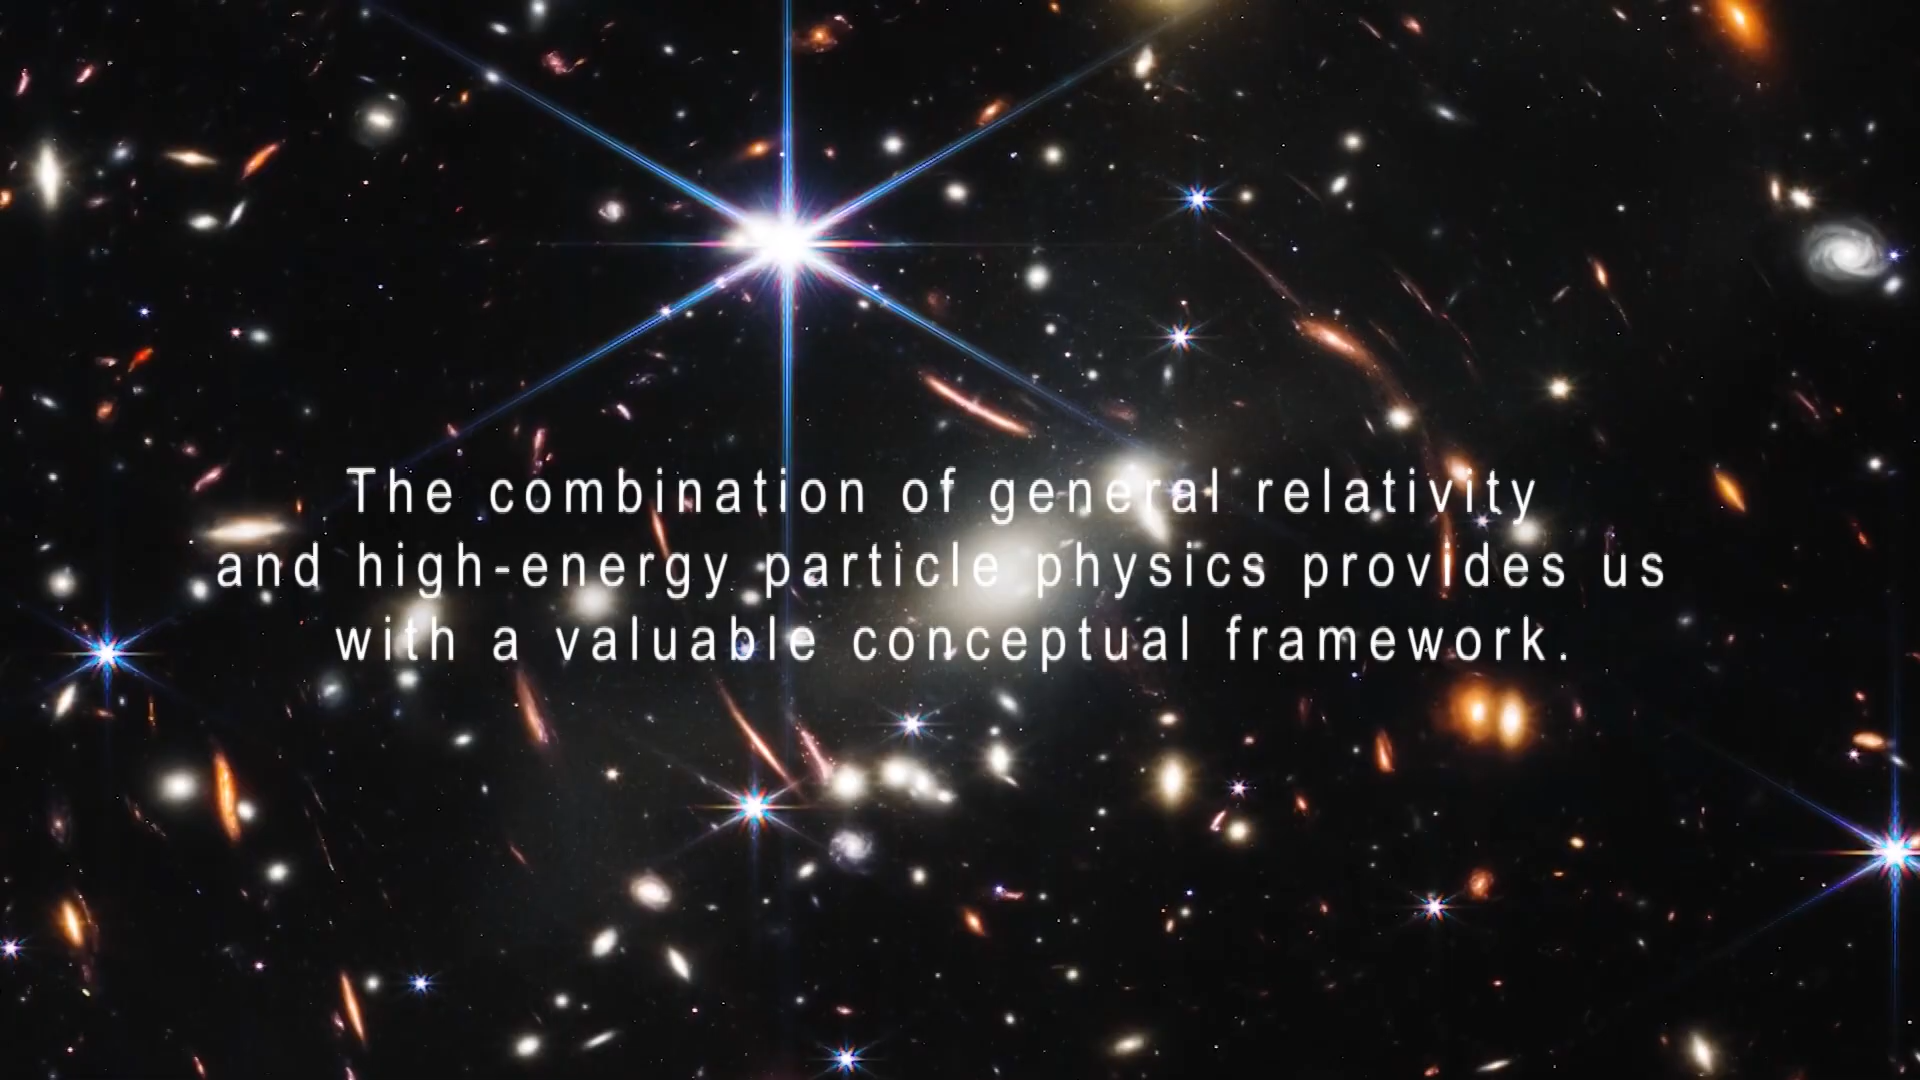 The combination of general relativity
and high-energy particle physics provides us
with a valuable conceptual framework.